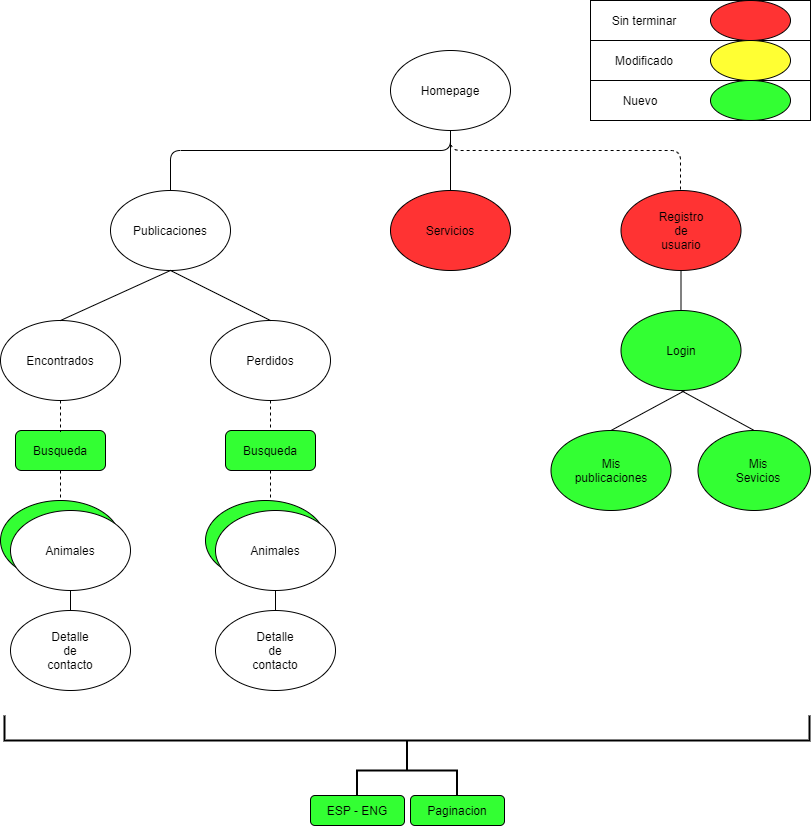 Sin terminar
Modificado
Nuevo
Homepage
Publicaciones
Servicios
Registro
de
usuario
Encontrados
Perdidos
Login
Busqueda
Busqueda
Mis
publicaciones
Mis
Sevicios
Animales
Animales
Detalle
de
contacto
Detalle
de
contacto
ESP - ENG
Paginacion